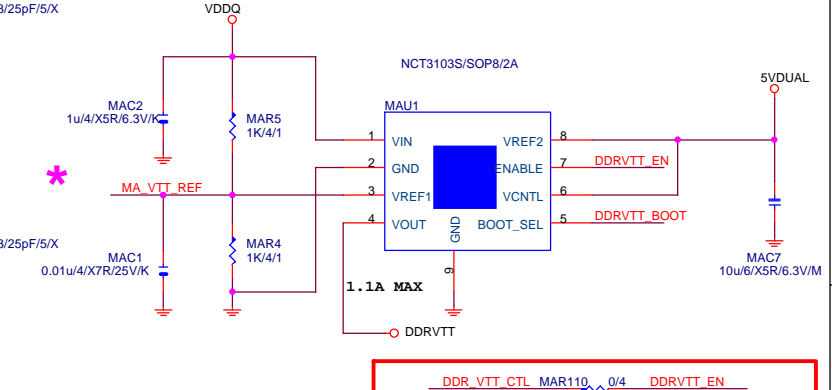 3/25pF/5/X
VDDQ
NCT3103S/SOP8/2A
5VDUAL
MAC2
1u/4/X5R/6.3V/K
MAR5
1K/4/1
MAU1
1 VIN VREF2 8
2 GND ENABLE 7 DDRVTT_EN
*
MA_VTT_REF 3 VREF1 VCNTL 6
4 VOUT BOOT_SEL 5 DDRVTT_BOOT
GND
9
3/25pF/5/X
MAC1
0.01u/4/X7R/25V/K
MAR4
1K/4/1
MAC7
10u/6/X5R/6.3V/M
1.1A MAX
DDRVTT
DDR_VTT_CTL MAR110 0/4 DDRVTT_EN